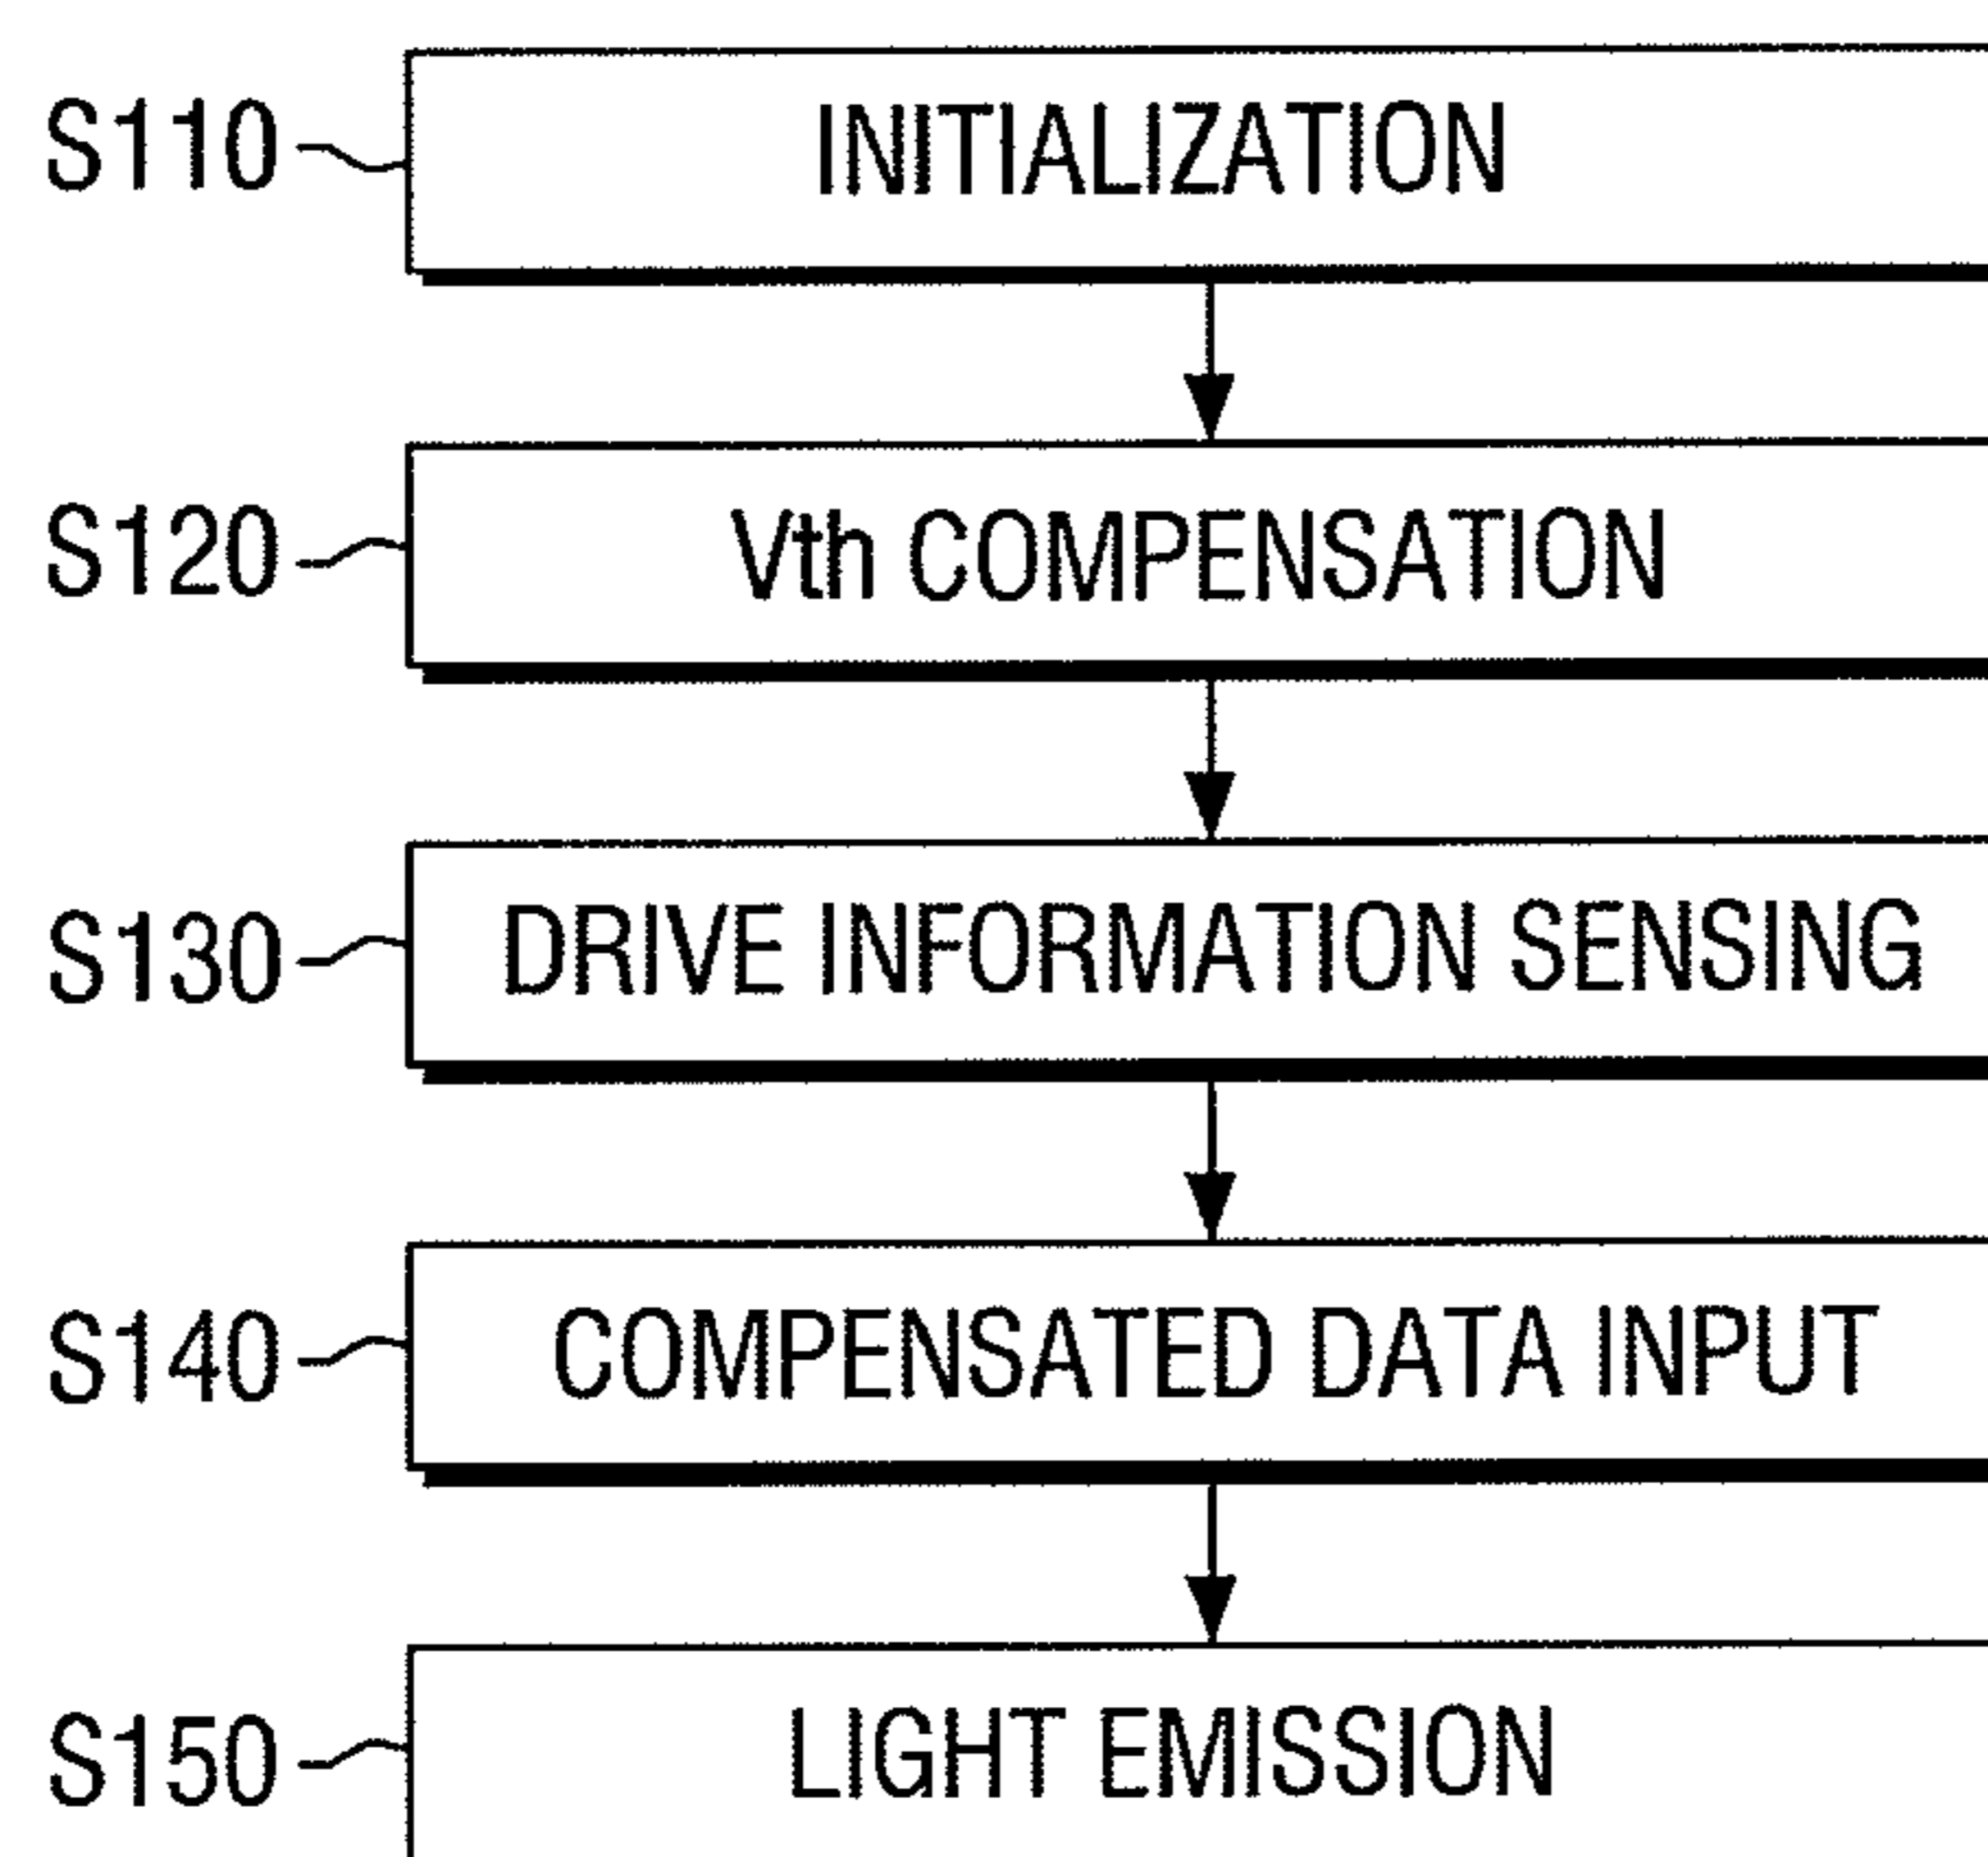 S110 INITIALIZATION
S120 Vth COMPENSATION
S130 DRIVE INFORMATION SENSING
S140 COMPENSATED DATA INPUT
S150 LIGHT EMISSION